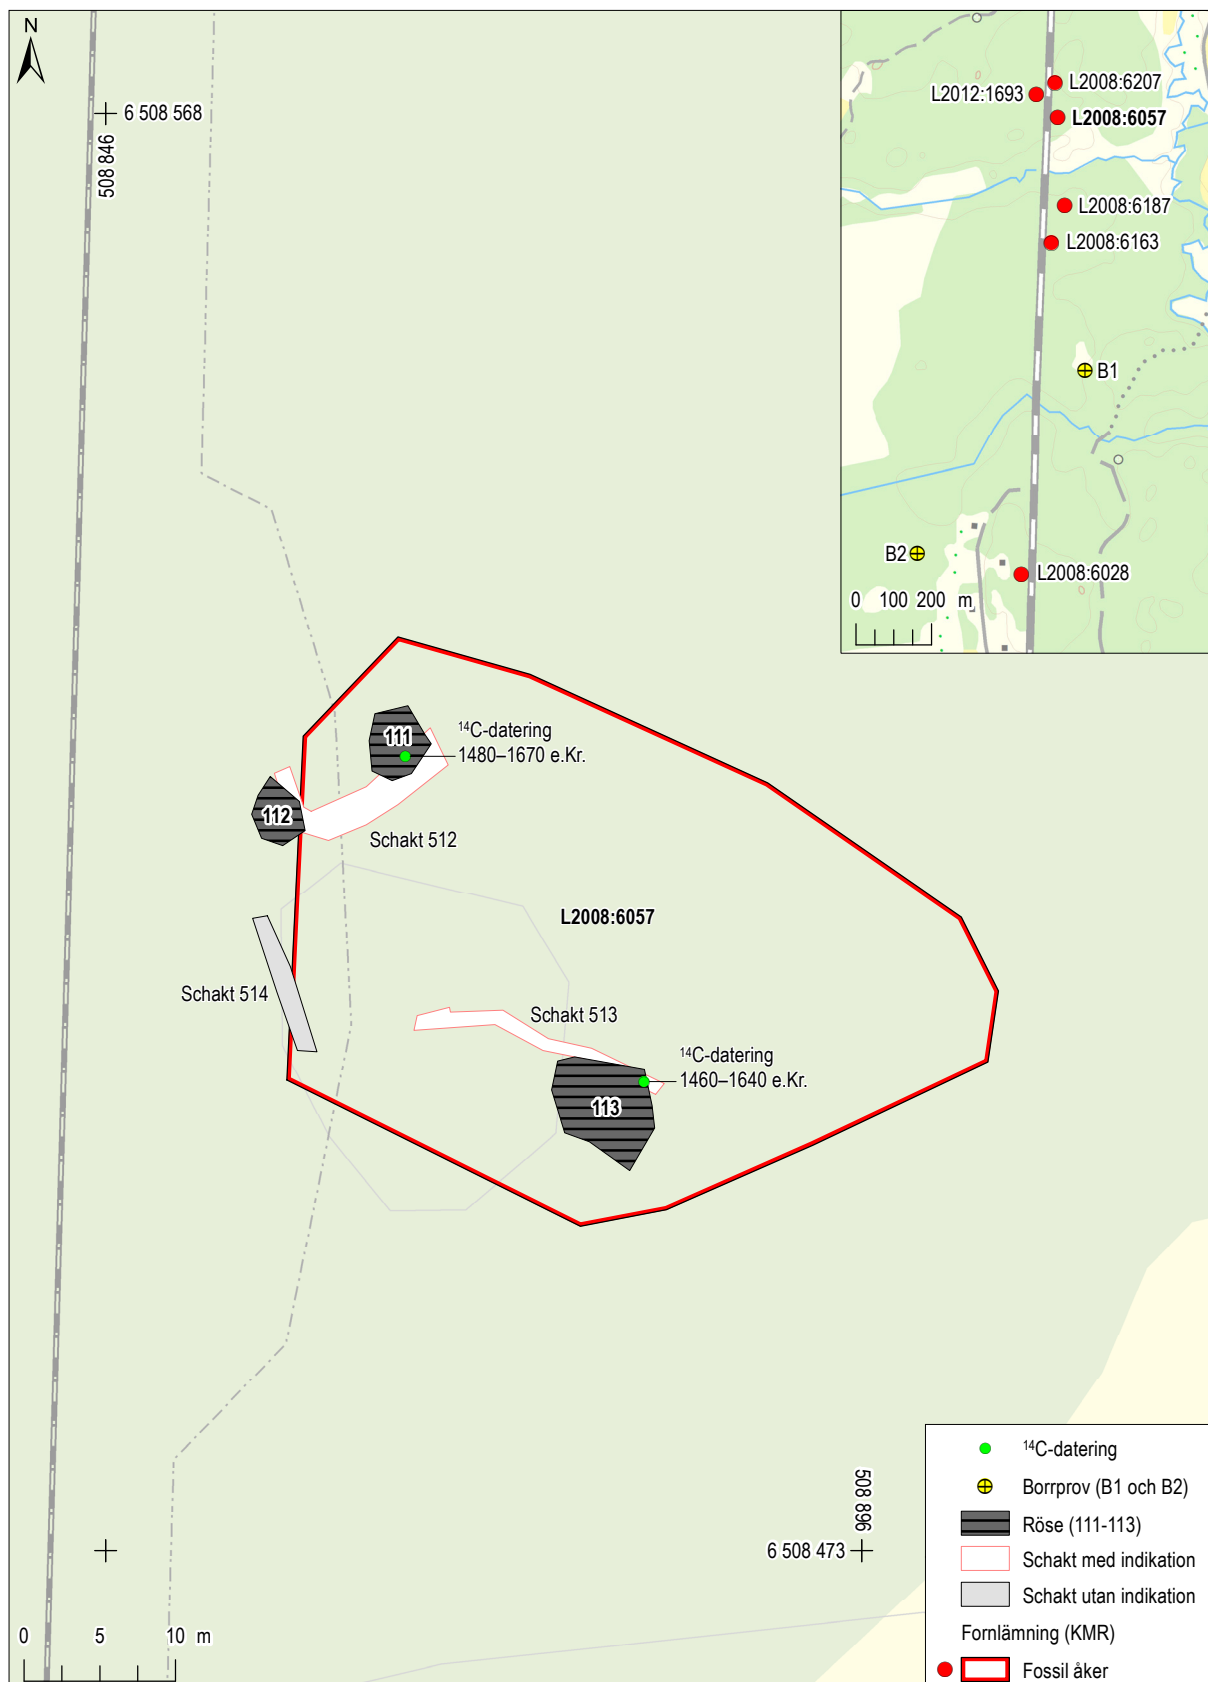 N
6 508 568
508 846
L2012:1693
L2008:6207
L2008:6057
L2008:6187
L2008:6163
B1
B2
L2008:6028
0 100 200 m
111
¹⁴C-datering
1480–1670 e.Kr.
112
Schakt 512
L2008:6057
Schakt 514
Schakt 513
¹⁴C-datering
1460–1640 e.Kr.
113
508 896
6 508 473
0 5 10 m
¹⁴C-datering
Borrprov (B1 och B2)
Röse (111-113)
Schakt med indikation
Schakt utan indikation
Fornlämning (KMR)
Fossil åker